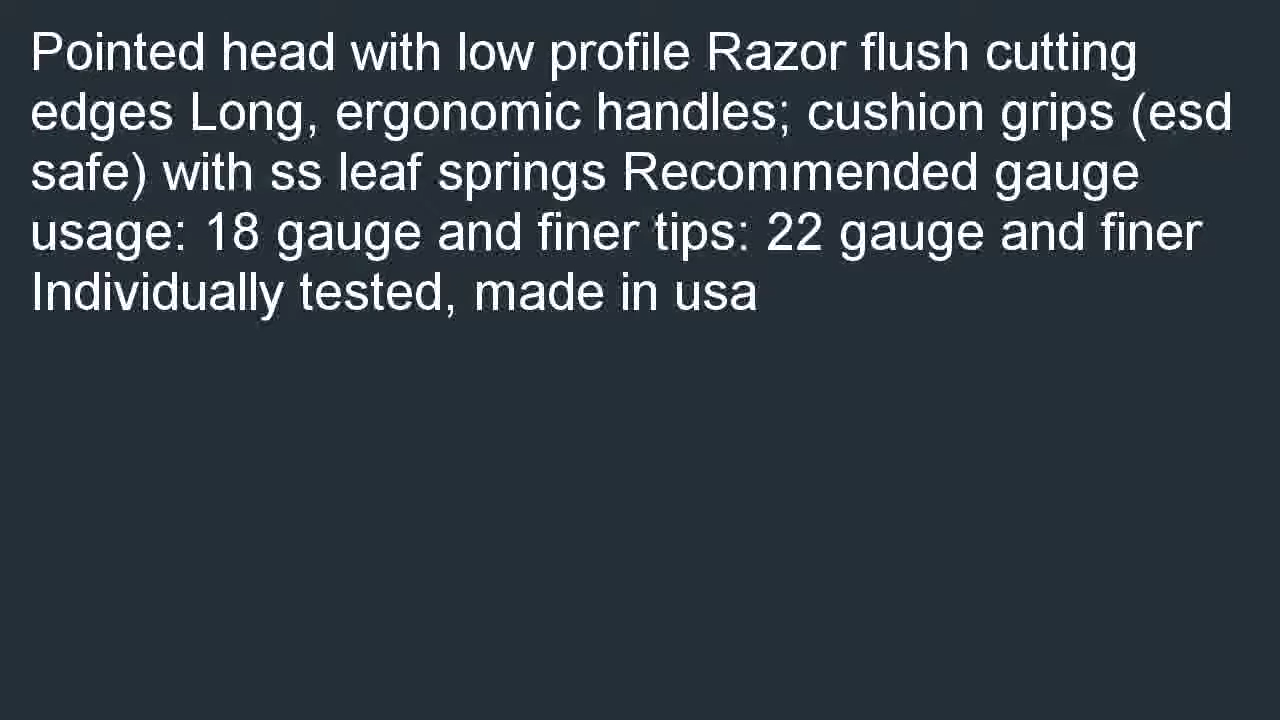 Pointed head with low profile Razor flush cutting
edges Long, ergonomic handles; cushion grips (esd
safe) with ss leaf springs Recommended gauge
usage: 18 gauge and finer tips: 22 gauge and finer
Individually tested, made in usa